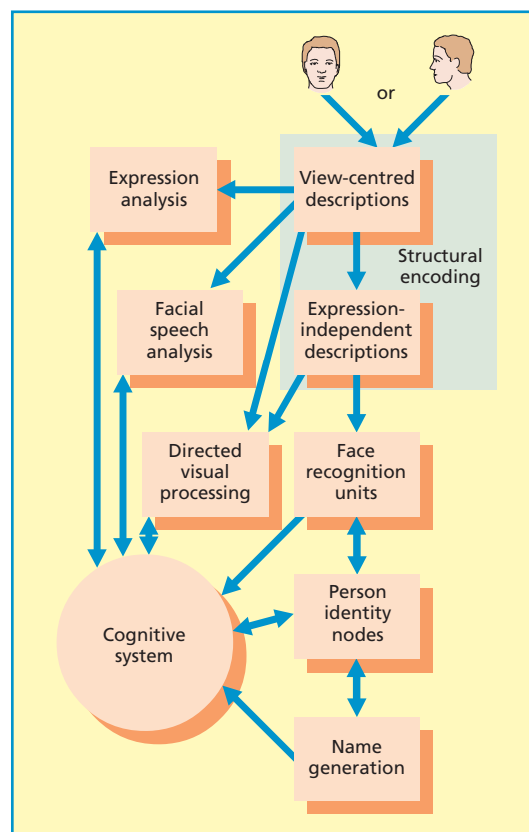 or
Expression
analysis
View-centred
descriptions
Structural
encoding
Facial
speech
analysis
Expression-
independent
descriptions
Directed
visual
processing
Face
recognition
units
Cognitive
system
Person
identity
nodes
Name
generation